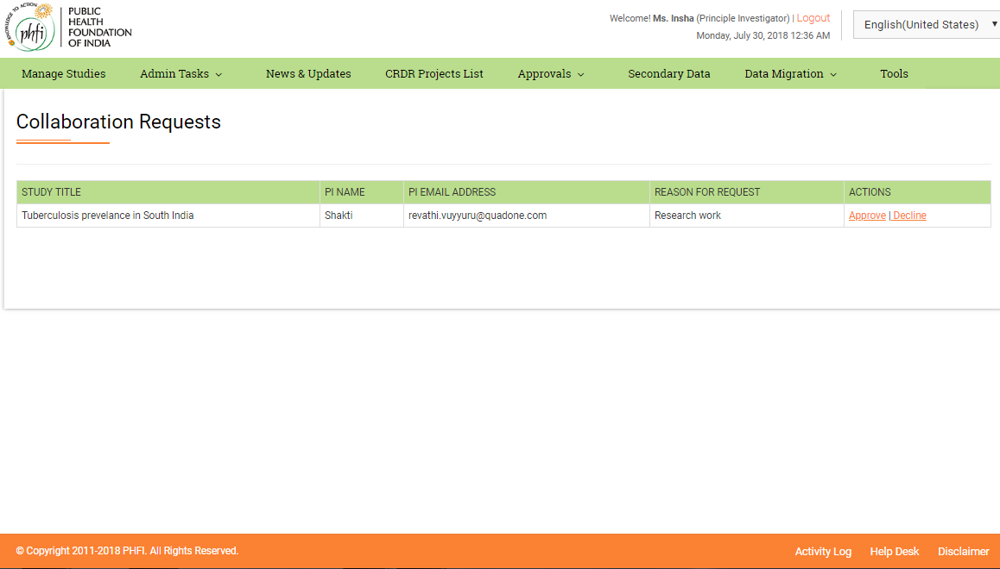 KNOWLEDGE TO ACTION
phfi
PUBLIC
HEALTH
FOUNDATION
OF INDIA
Welcome! Ms. Insha (Principle Investigator) | Logout
Monday, July 30, 2018 12:36 AM
English(United States)
Manage Studies Admin Tasks News & Updates CRDR Projects List Approvals Secondary Data Data Migration Tools
Collaboration Requests
STUDY TITLE PI NAME PI EMAIL ADDRESS REASON FOR REQUEST ACTIONS
Tuberculosis prevelance in South India Shakti revathi.vuyyuru@quadone.com Research work Approve | Decline
© Copyright 2011-2018 PHFI. All Rights Reserved. Activity Log Help Desk Disclaimer